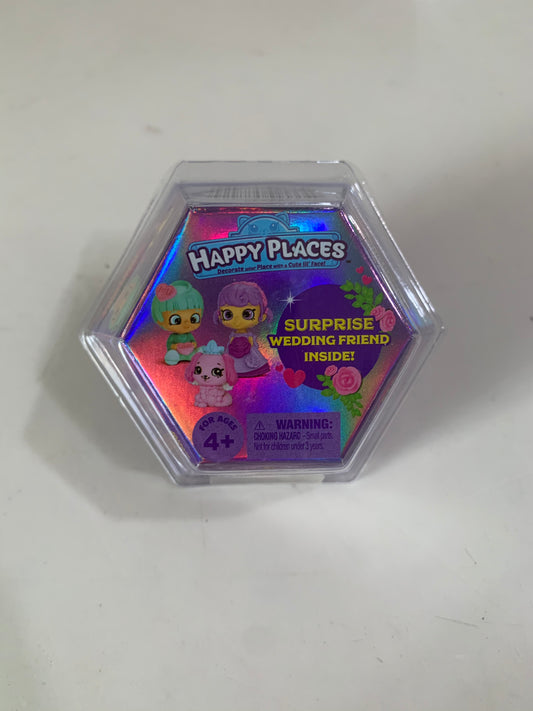 HAPPY PLACES™
Decorate your Place with a Cute lil' Face!
SURPRISE
WEDDING FRIEND
INSIDE!
FOR AGES
4+
WARNING:
CHOKING HAZARD - Small parts.
Not for children under 3 years.